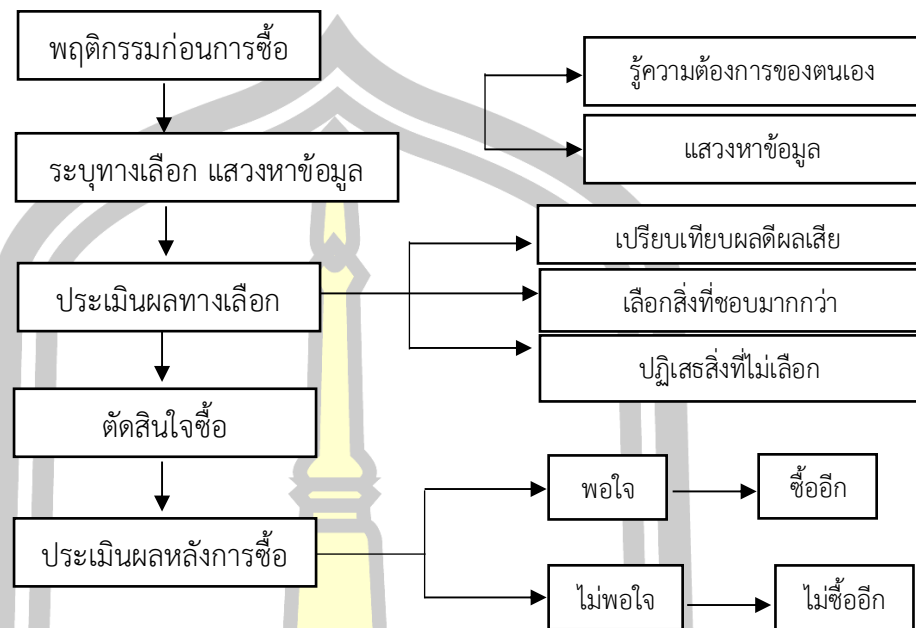 พฤติกรรมก่อนการซื้อ
รู้ความต้องการของตนเอง
แสวงหาข้อมูล
ระบุทางเลือก แสวงหาข้อมูล
เปรียบเทียบผลดีผลเสีย
ประเมินผลทางเลือก
เลือกสิ่งที่ชอบมากกว่า
ปฏิเสธสิ่งที่ไม่เลือก
ตัดสินใจซื้อ
พอใจ
ซื้ออีก
ประเมินผลหลังการซื้อ
ไม่พอใจ
ไม่ซื้ออีก